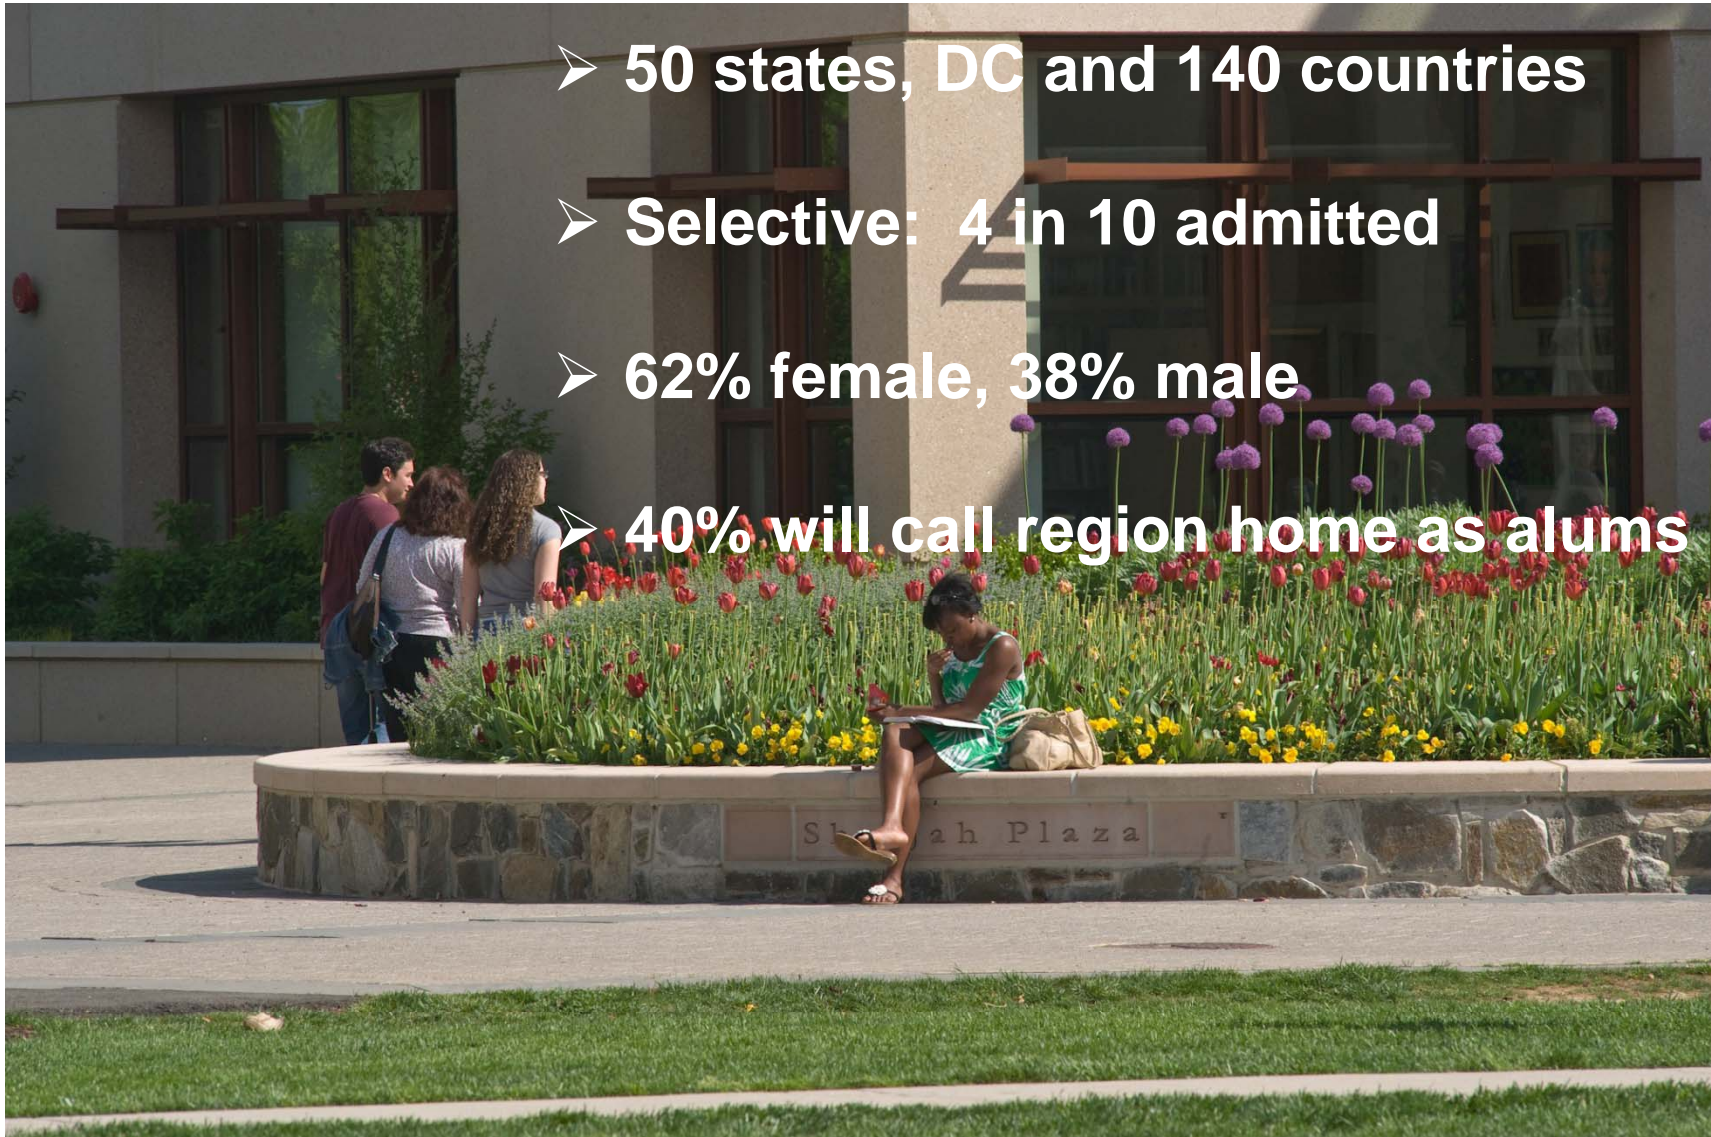 ➢ 50 states, DC and 140 countries
➢ Selective:  4 in 10 admitted
➢ 62% female, 38% male
➢ 40% will call region home as alums
Plaza